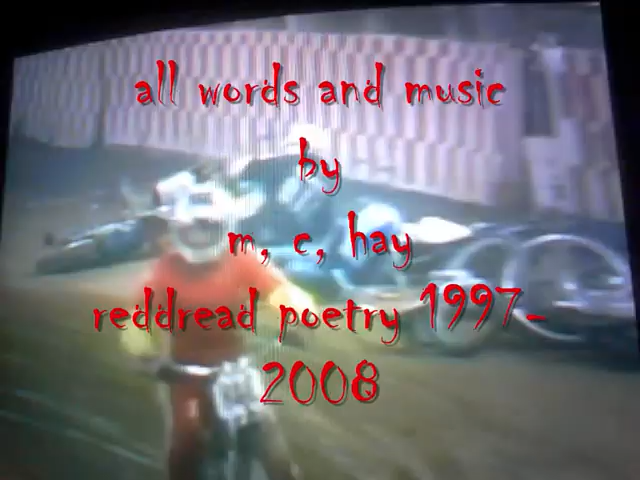 all words and music
by
m, c, hay
reddread poetry 1997-
2008